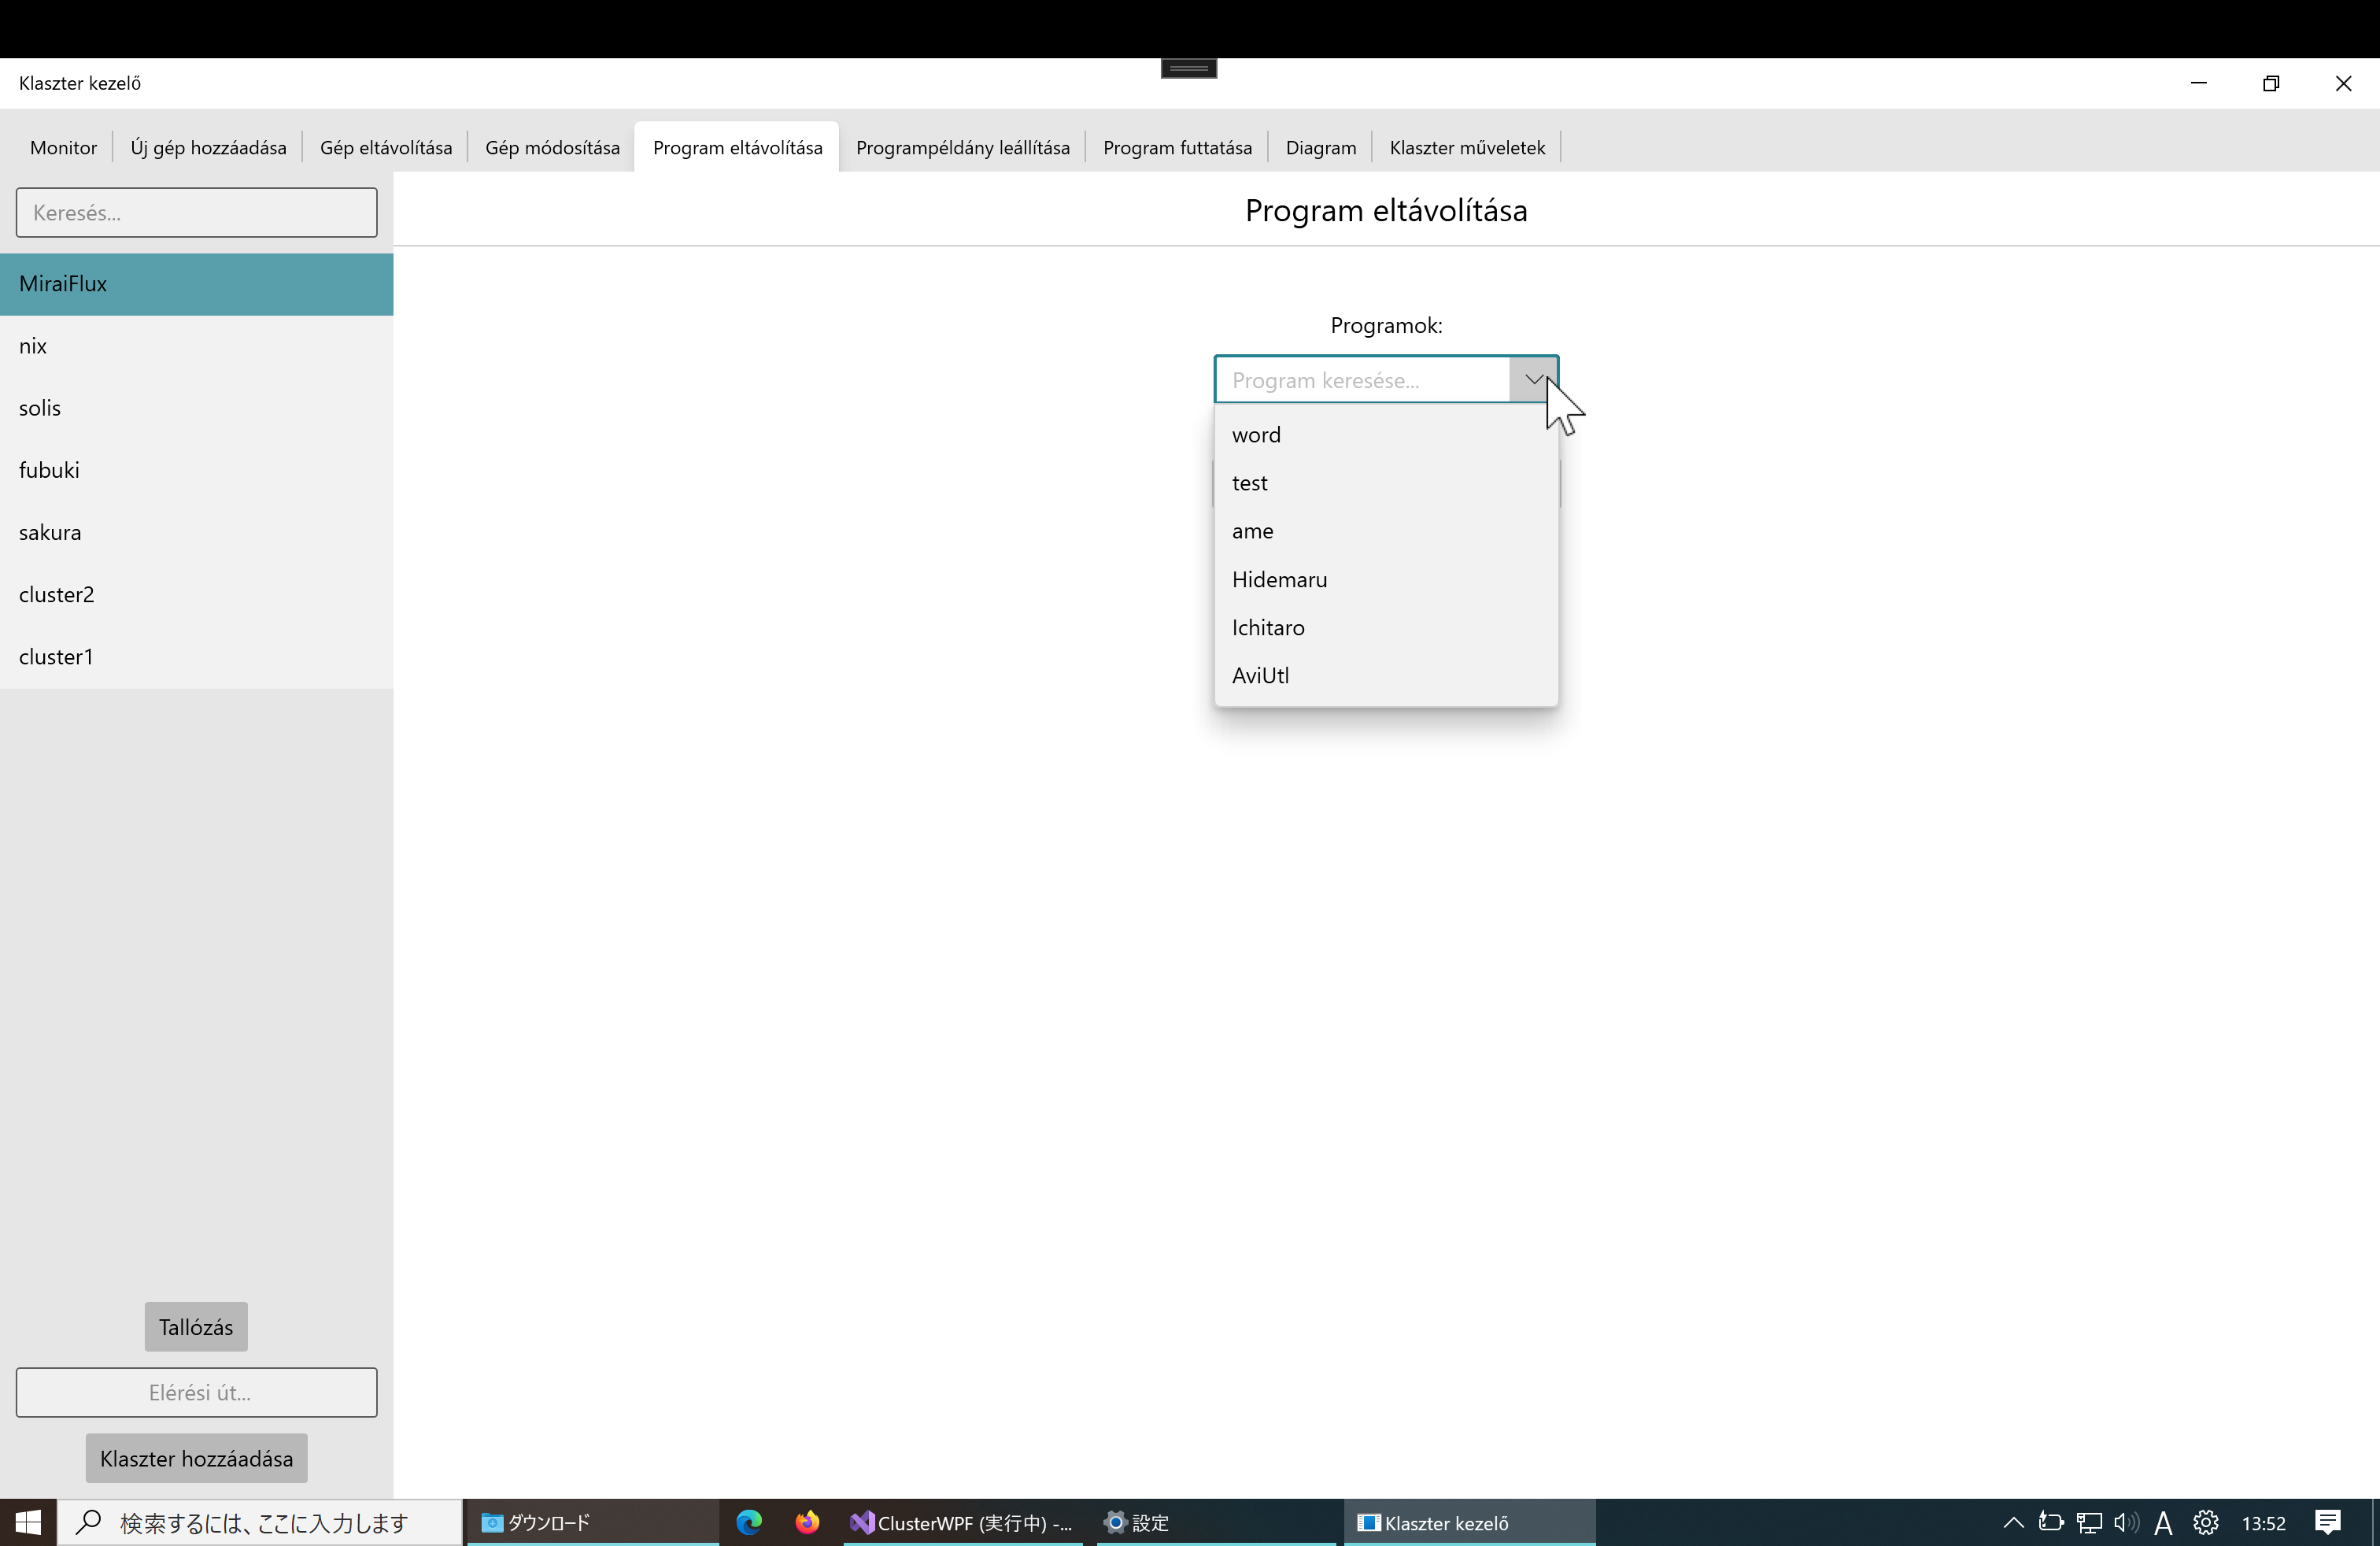 Klaszter kezelő
Monitor
Új gép hozzáadása
Gép eltávolítása
Gép módosítása
Program eltávolítása
Programpéldány leállítása
Program futtatása
Diagram
Klaszter műveletek
Keresés...
MiraiFlux
nix
solis
fubuki
sakura
cluster2
cluster1
Tallózás
Elérési út...
Klaszter hozzáadása
Program eltávolítása
Programok:
Program keresése...
word
test
ame
Hidemaru
Ichitaro
AviUtl
検索するには、ここに入力します
ダウンロード
ClusterWPF (実行中) -...
設定
Klaszter kezelő
A
13:52